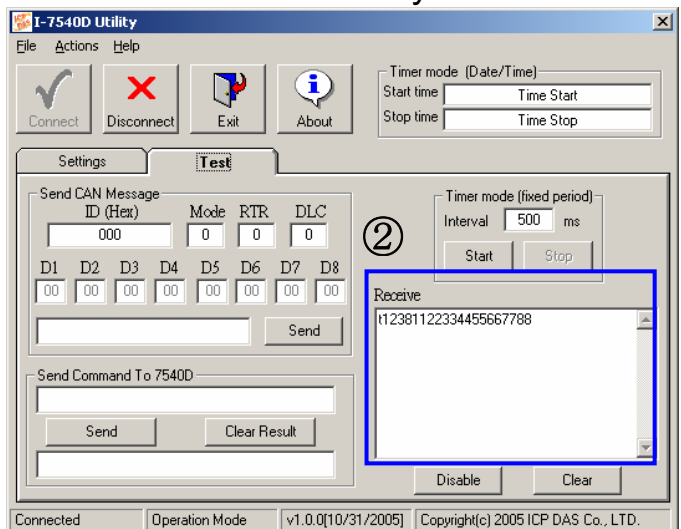 I-7540D Utility
File Actions Help
Connect Disconnect Exit About
Timer mode (Date/Time)
Start time Time Start
Stop time Time Stop
Settings Test
Send CAN Message
ID (Hex) Mode RTR DLC
000 0 0 0
D1 D2 D3 D4 D5 D6 D7 D8
00 00 00 00 00 00 00 00
Send
②
Timer mode (fixed period)
Interval 500 ms
Start Stop
Receive
t12381122334455667788
Send Command To 7540D
Send Clear Result
Disable Clear
Connected Operation Mode v1.0.0[10/31/2005] Copyright(c) 2005 ICP DAS Co., LTD.